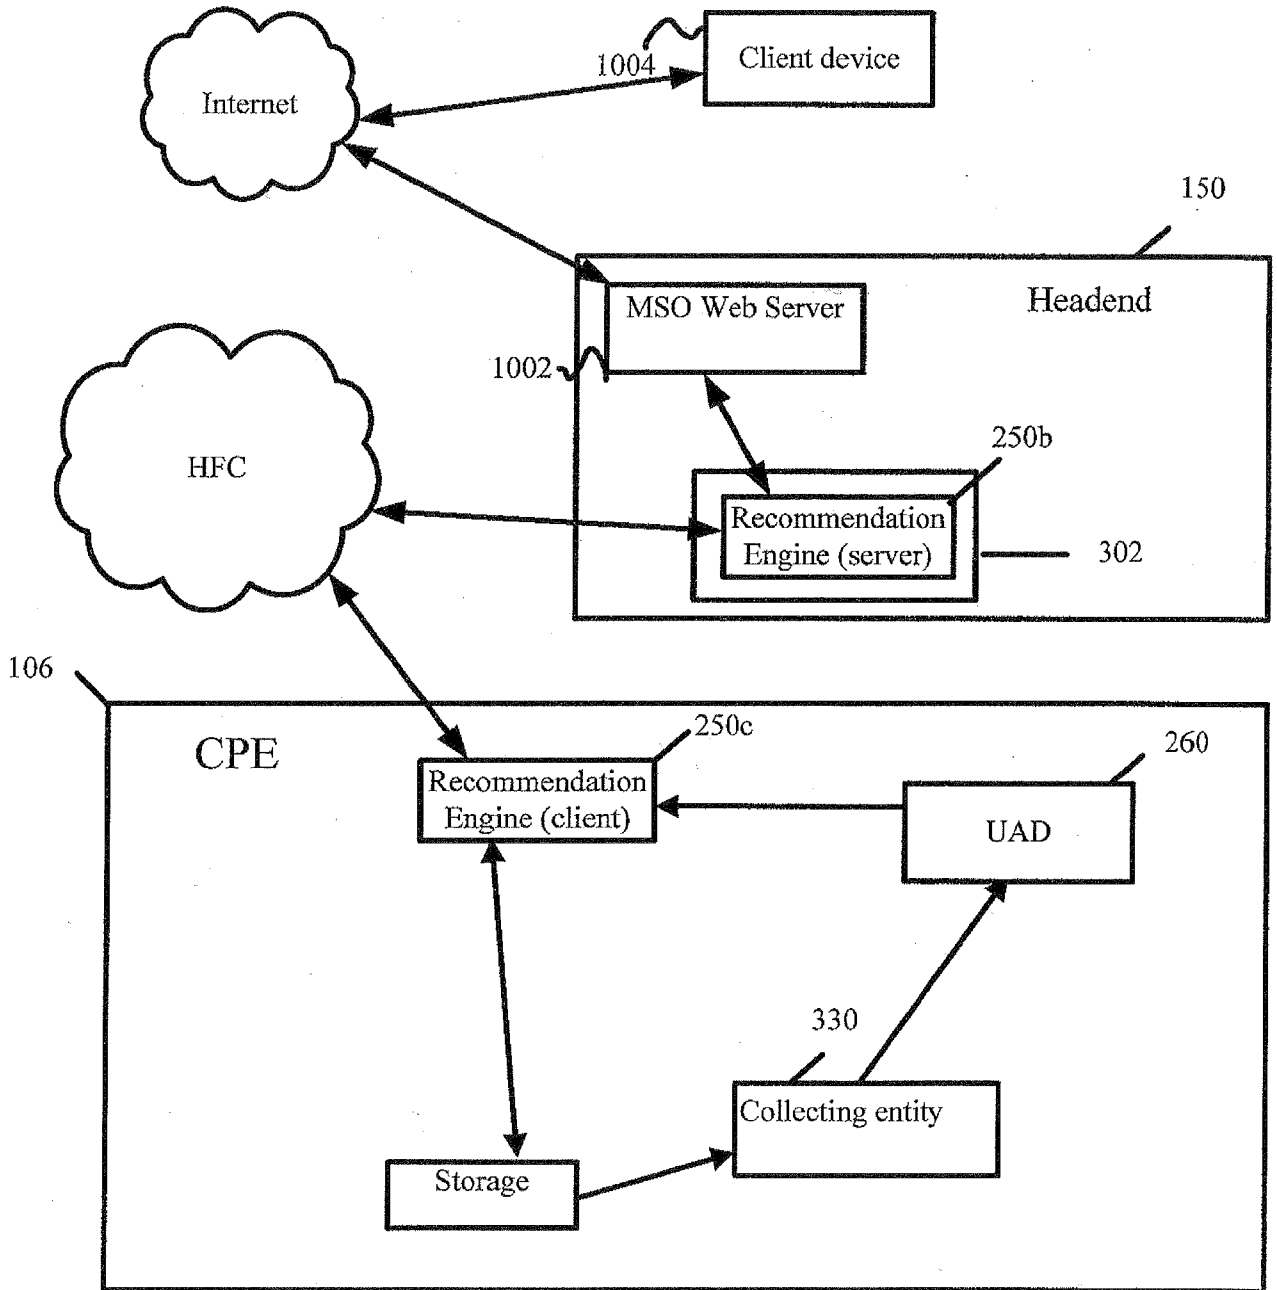 1004
Client device
Internet
150
MSO Web Server
Headend
1002
250b
HFC
Recommendation
Engine (server)
302
106
CPE
250c
260
Recommendation
Engine (client)
UAD
330
Collecting entity
Storage